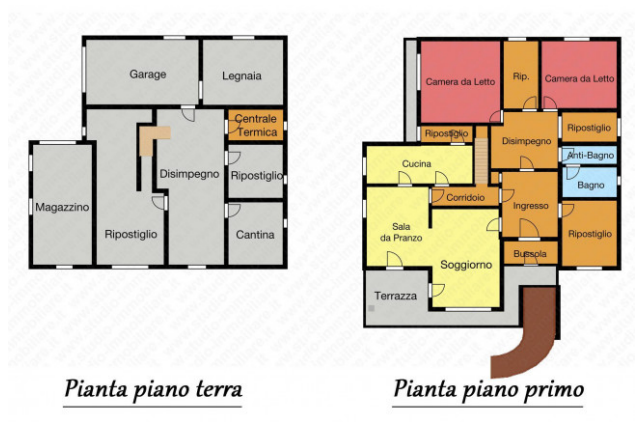 Garage
Legnaia
Centrale
Termica
Disimpegno
Ripostiglio
Magazzino
Ripostiglio
Cantina
Pianta piano terra
Camera da Letto
Rip.
Camera da Letto
Ripostiglio
Disimpegno
Ripostiglio
Cucina
Anti-Bagno
Bagno
Corridoio
Ingresso
Sala
da Pranzo
Ripostiglio
Soggiorno
Bussola
Terrazza
Pianta piano primo